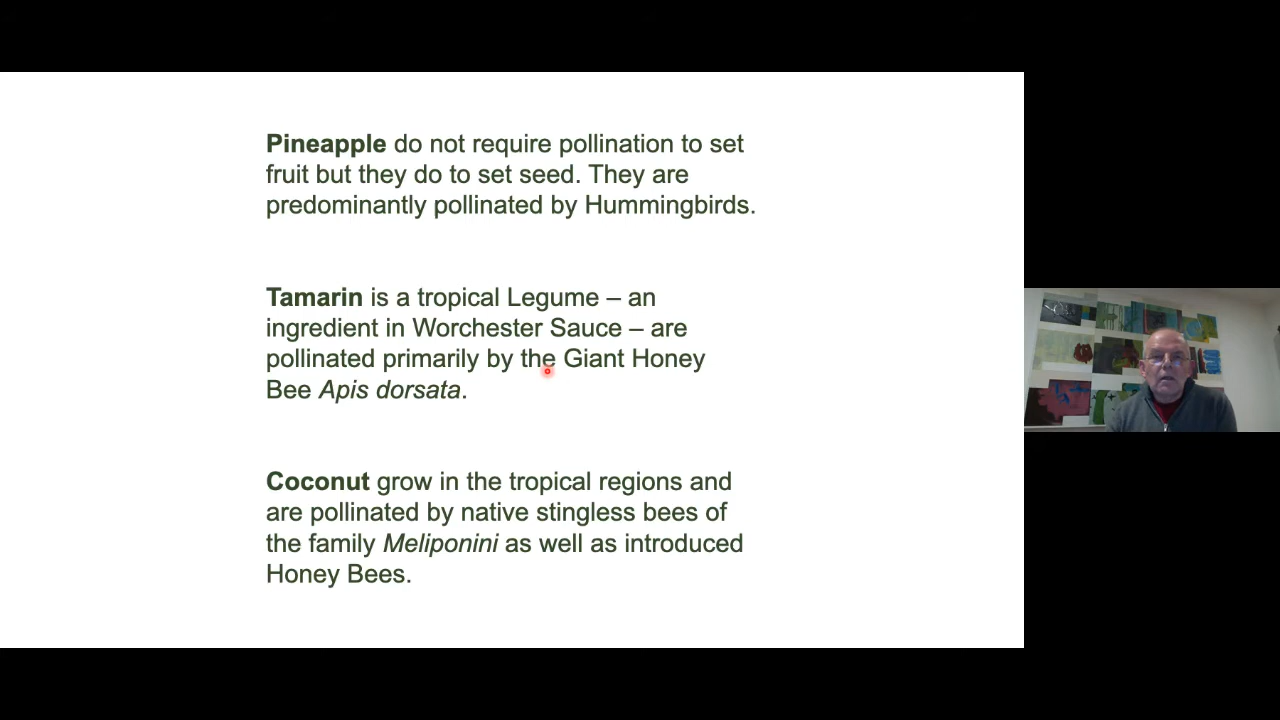 Pineapple do not require pollination to set
fruit but they do to set seed. They are
predominantly pollinated by Hummingbirds.
Tamarin is a tropical Legume – an
ingredient in Worchester Sauce – are
pollinated primarily by the Giant Honey
Bee Apis dorsata.
Coconut grow in the tropical regions and
are pollinated by native stingless bees of
the family Meliponini as well as introduced
Honey Bees.